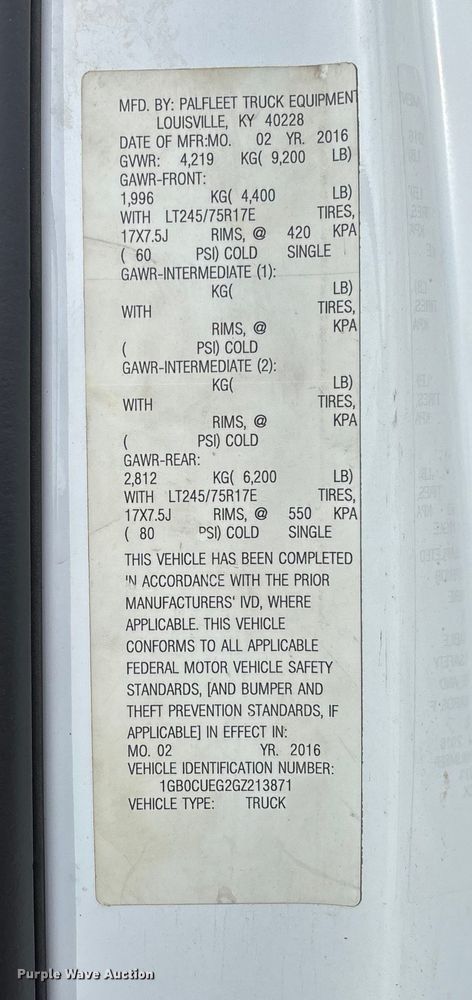 MFD. BY: PALFLEET TRUCK EQUIPMENT
LOUISVILLE, KY 40228
DATE OF MFR:MO. 02 YR. 2016
GVWR: 4,219 KG( 9,200 LB)
GAWR-FRONT:
1,996 KG( 4,400 LB)
WITH LT245/75R17E TIRES,
17X7.5J RIMS, @ 420 KPA
( 60 PSI) COLD SINGLE
GAWR-INTERMEDIATE (1):
KG( LB)
WITH TIRES,
RIMS, @ KPA
( PSI) COLD
GAWR-INTERMEDIATE (2):
KG( LB)
WITH TIRES,
RIMS, @ KPA
( PSI) COLD
GAWR-REAR:
2,812 KG( 6,200 LB)
WITH LT245/75R17E TIRES,
17X7.5J RIMS, @ 550 KPA
( 80 PSI) COLD SINGLE
THIS VEHICLE HAS BEEN COMPLETED
IN ACCORDANCE WITH THE PRIOR
MANUFACTURERS' IVD, WHERE
APPLICABLE. THIS VEHICLE
CONFORMS TO ALL APPLICABLE
FEDERAL MOTOR VEHICLE SAFETY
STANDARDS, [AND BUMPER AND
THEFT PREVENTION STANDARDS, IF
APPLICABLE] IN EFFECT IN:
MO. 02 YR. 2016
VEHICLE IDENTIFICATION NUMBER:
1GB0CUEG2GZ213871
VEHICLE TYPE: TRUCK
Purple Wave Auction